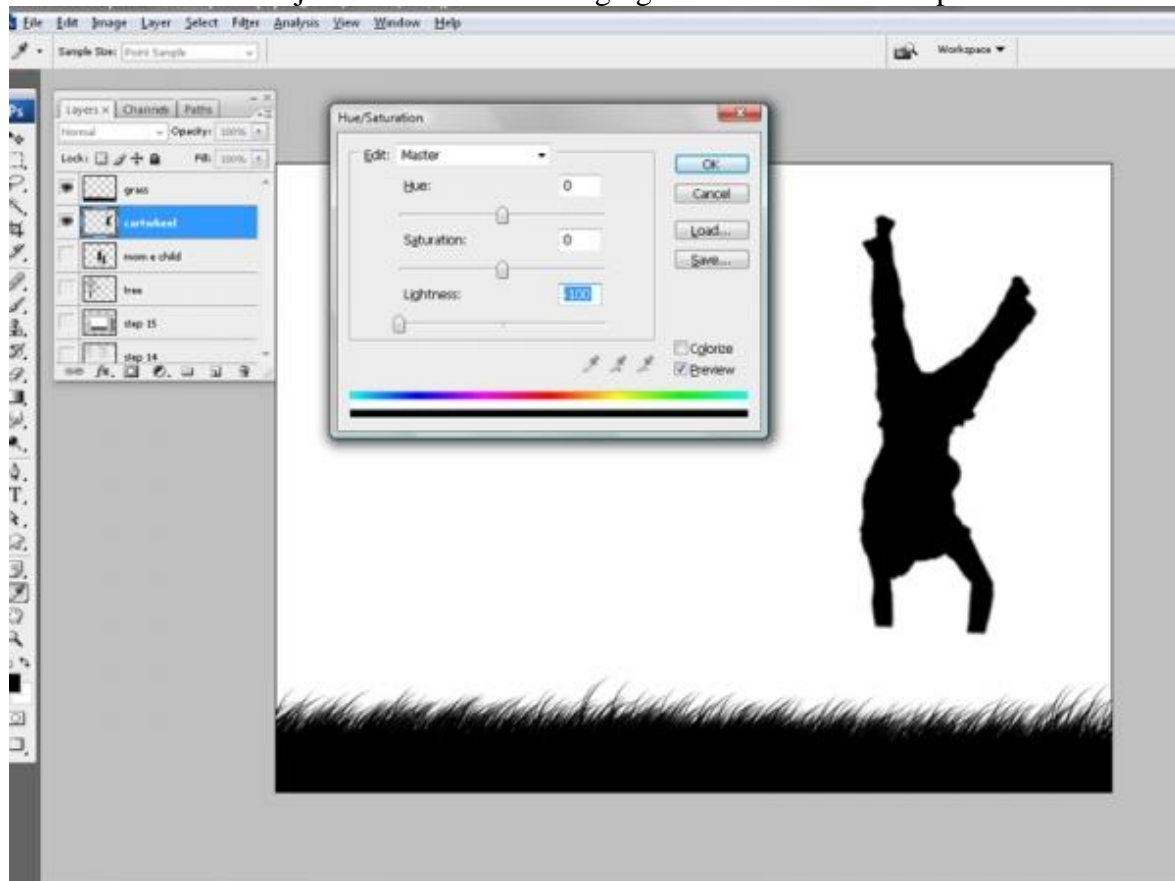 File Edit Image Layer Select Filter Analysis View Window Help
Sample Size: Point Sample
Workspace
Ps
Layers x Channels Paths
Normal Opacity: 100%
Lock: Fill: 100%
grass
cartwheel
mom e child
tree
step 15
step 14
Hue/Saturation
Edit: Master
Hue: 0
Saturation: 0
Lightness: -100
OK
Cancel
Load...
Save...
Colorize
Preview